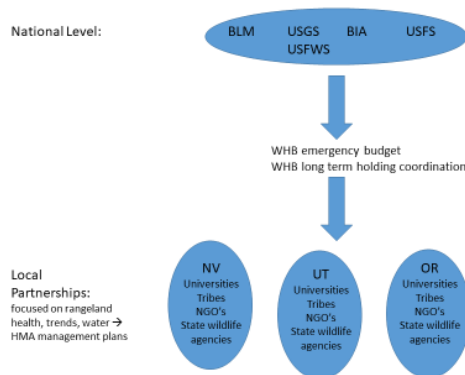 National Level:
BLM USGS BIA USFS
USFWS
WHB emergency budget
WHB long term holding coordination
Local
Partnerships:
focused on rangeland
health, trends, water →
HMA management plans
NV
Universities
Tribes
NGO's
State wildlife
agencies
UT
Universities
Tribes
NGO's
State wildlife
agencies
OR
Universities
Tribes
NGO's
State wildlife
agencies